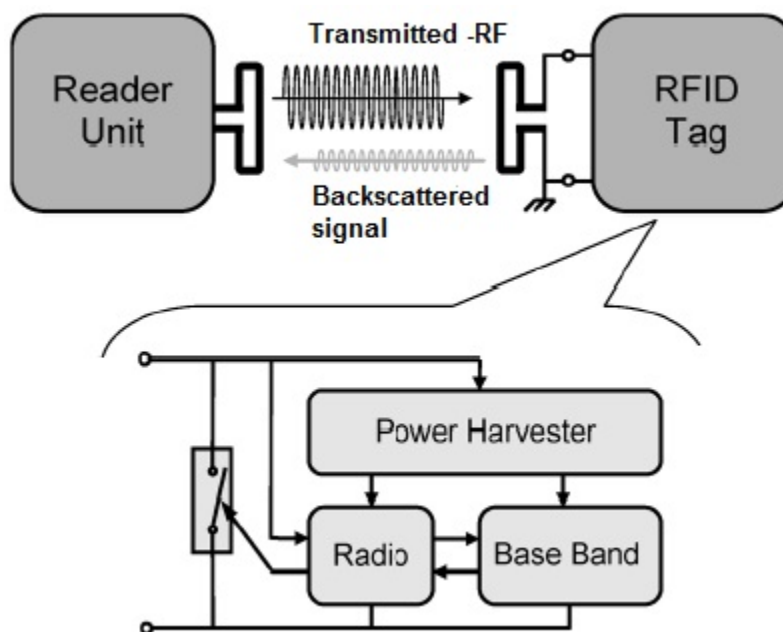 Transmitted -RF
Reader
Unit
RFID
Tag
Backscattered
signal
Power Harvester
Radio
Base Band